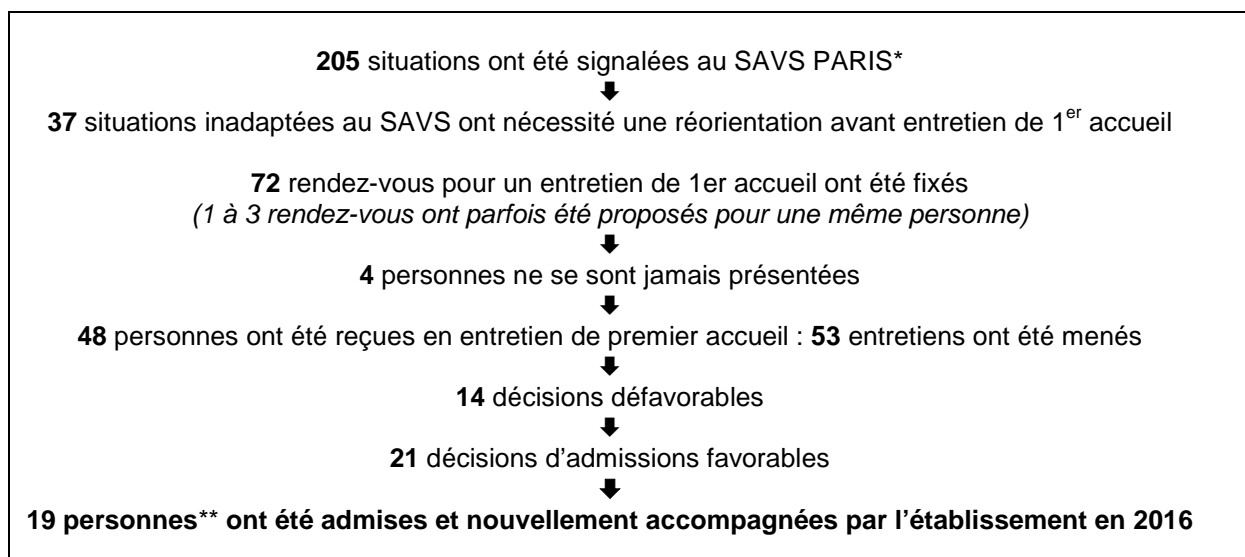 205 situations ont été signalées au SAVS PARIS*
37 situations inadaptées au SAVS ont nécessité une réorientation avant entretien de 1er accueil
72 rendez-vous pour un entretien de 1er accueil ont été fixés
(1 à 3 rendez-vous ont parfois été proposés pour une même personne)
4 personnes ne se sont jamais présentées
48 personnes ont été reçues en entretien de premier accueil : 53 entretiens ont été menés
14 décisions défavorables
21 décisions d'admissions favorables
19 personnes** ont été admises et nouvellement accompagnées par l'établissement en 2016